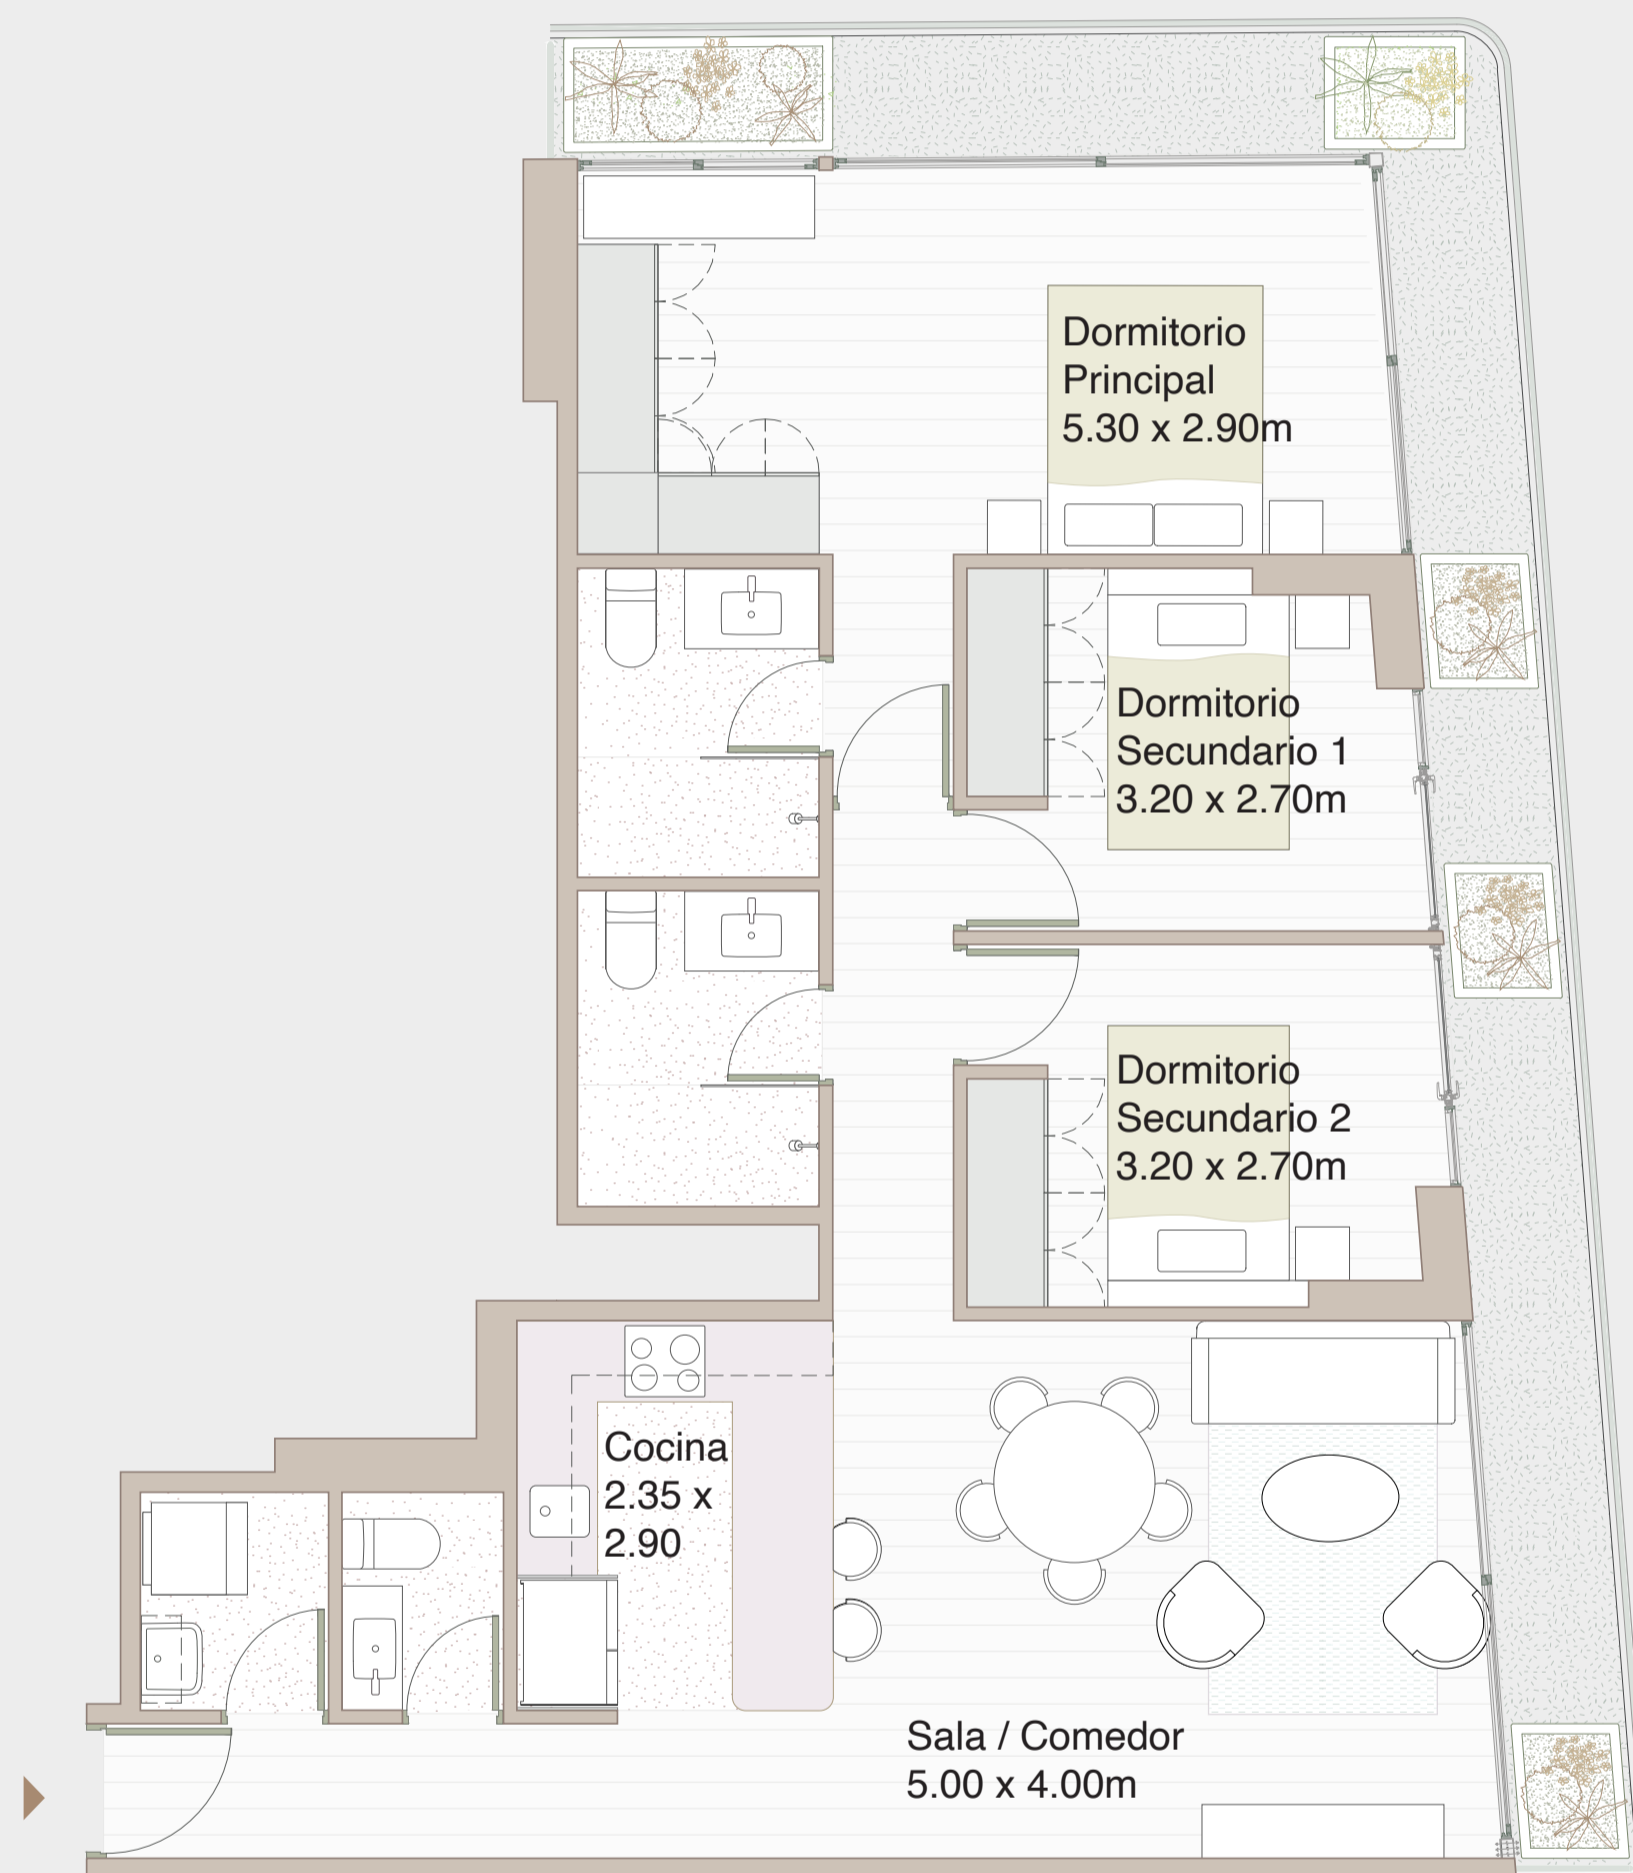 Dormitorio
Principal
5.30 x 2.90m
Dormitorio
Secundario 1
3.20 x 2.70m
Dormitorio
Secundario 2
3.20 x 2.70m
Cocina
2.35 x
2.90
Sala / Comedor
5.00 x 4.00m